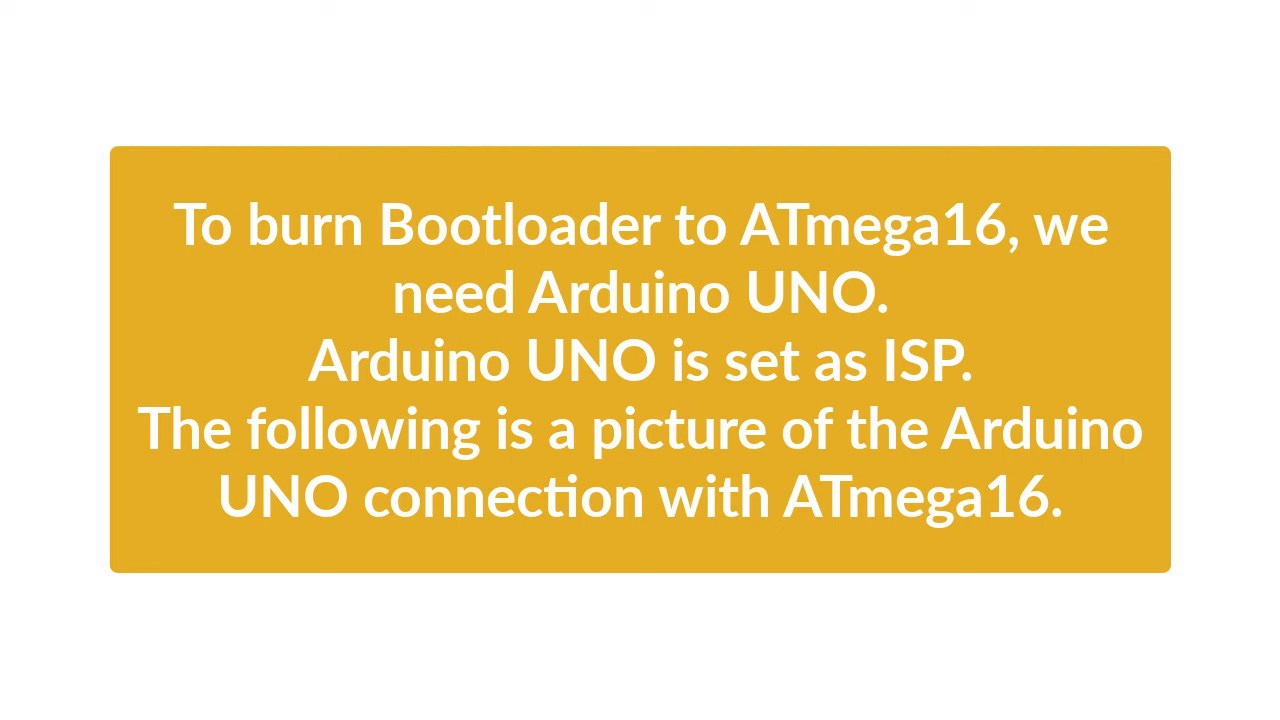 To burn Bootloader to ATmega16, we
need Arduino UNO.
Arduino UNO is set as ISP.
The following is a picture of the Arduino
UNO connection with ATmega16.